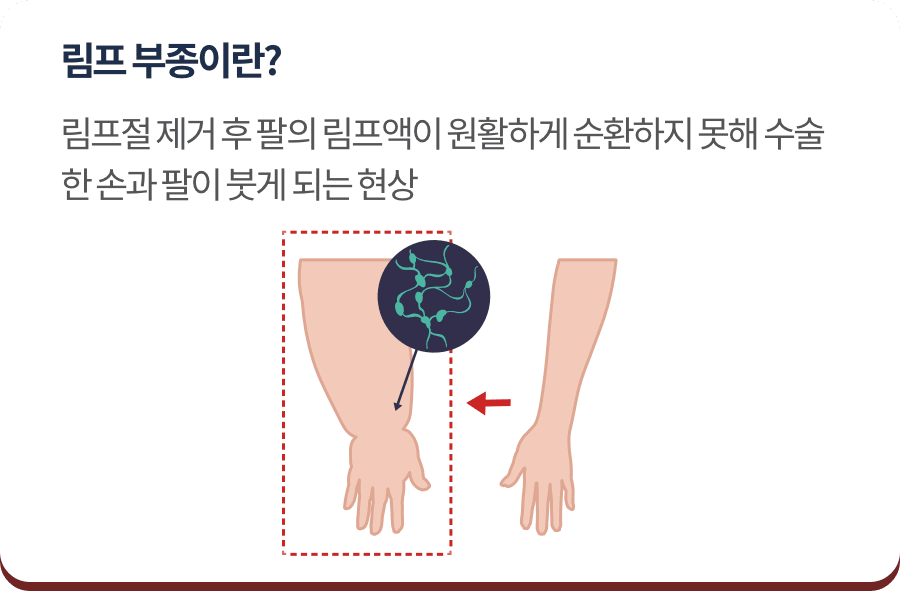 림프 부종이란?
림프절 제거 후 팔의 림프액이 원활하게 순환하지 못해 수술
한 손과 팔이 붓게 되는 현상